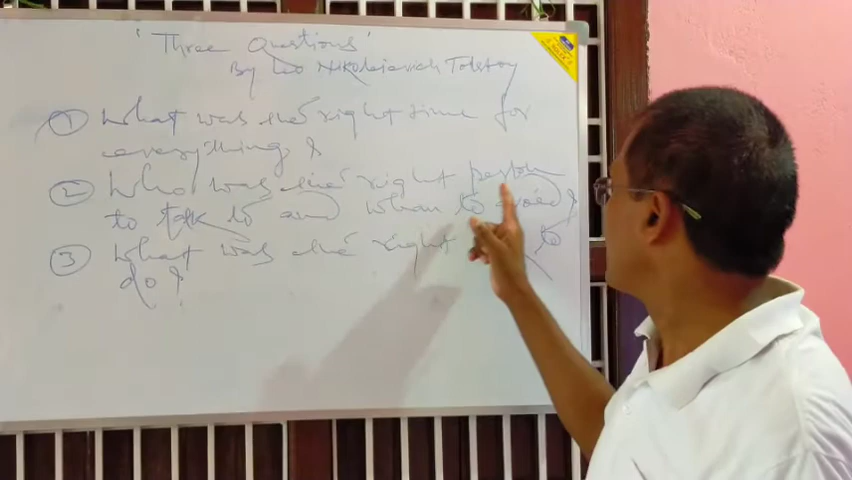 'Three Questions'
By Leo Nikolaievich Tolstoy
① What was the right time for
everything?
② Who was the right person
to talk to and whom to avoid?
③ What was the right to
do?